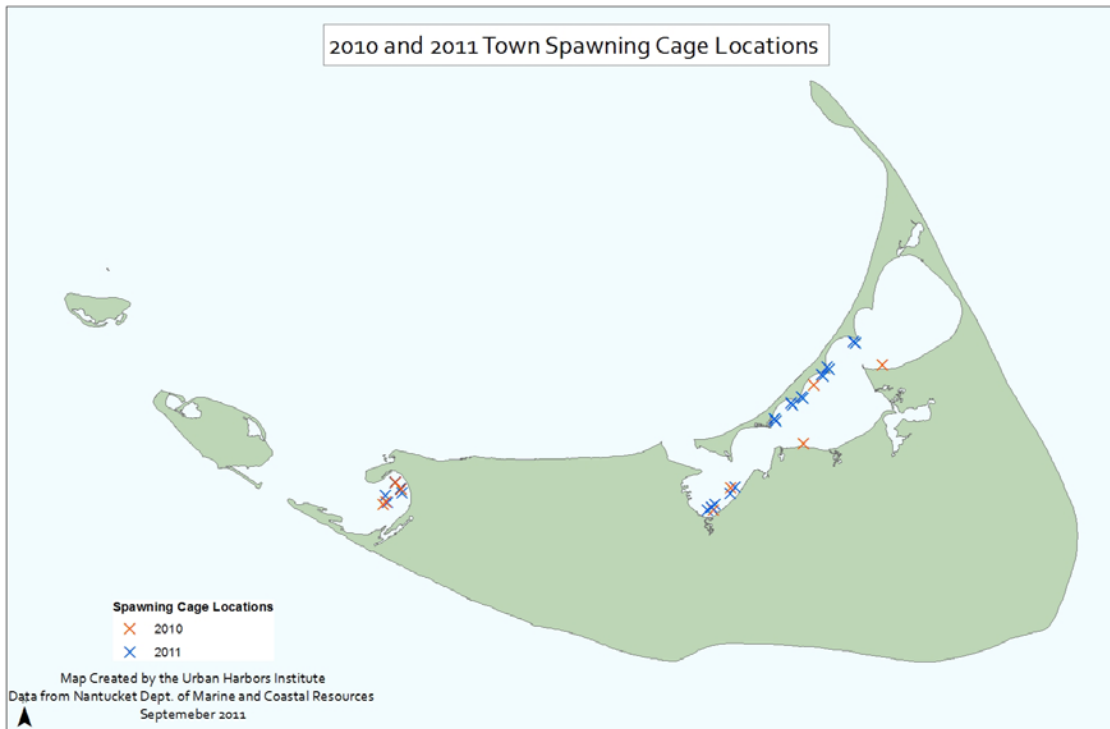 2010 and 2011 Town Spawning Cage Locations
Spawning Cage Locations
2010
2011
Map Created by the Urban Harbors Institute
Data from Nantucket Dept. of Marine and Coastal Resources
Septemeber 2011